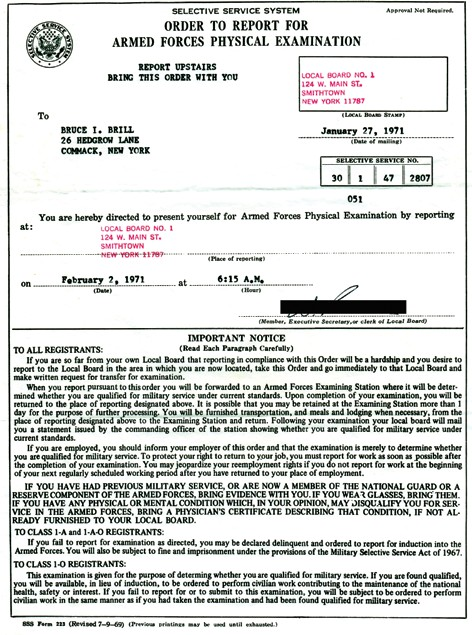 SELECTIVE SERVICE SYSTEM
Approval Not Required.
ORDER TO REPORT FOR
ARMED FORCES PHYSICAL EXAMINATION
REPORT UPSTAIRS
BRING THIS ORDER WITH YOU
LOCAL BOARD NO. 1
124 W. MAIN ST.
SMITHTOWN
NEW YORK 11787
(LOCAL BOARD STAMP)
To
BRUCE I. BRILL
26 HEDGROW LANE
COMMACK, NEW YORK
January 27, 1971
(Date of mailing)
SELECTIVE SERVICE NO.
30 1 47 2807
051
You are hereby directed to present yourself for Armed Forces Physical Examination by reporting
at:
LOCAL BOARD NO. 1
124 W. MAIN ST.
SMITHTOWN
NEW YORK 11787
(Place of reporting)
on February 2, 1971 at 6:15 A.M.
(Date) (Hour)
(Member, Executive Secretary, or clerk of Local Board)
IMPORTANT NOTICE
(Read Each Paragraph Carefully)
TO ALL REGISTRANTS:
If you are so far from your own Local Board that reporting in compliance with this Order will be a hardship and you desire to
report to the Local Board in the area in which you are now located, take this Order and go immediately to that Local Board and
make written request for transfer for examination.
When you report pursuant to this order you will be forwarded to an Armed Forces Examining Station where it will be deter-
mined whether you are qualified for military service under current standards. Upon completion of your examination, you will be
returned to the place of reporting designated above. It is possible that you may be retained at the Examining Station more than 1
day for the purpose of further processing. You will be furnished transportation, and meals and lodging when necessary, from the
place of reporting designated above to the Examining Station and return. Following your examination your local board will mail
you a statement issued by the commanding officer of the station showing whether you are qualified for military service under
current standards.
If you are employed, you should inform your employer of this order and that the examination is merely to determine whether
you are qualified for military service. To protect your right to return to your job, you must report for work as soon as possible after
the completion of your examination. You may jeopardize your reemployment rights if you do not report for work at the beginning
of your next regularly scheduled working period after you have returned to your place of employment.
IF YOU HAVE HAD PREVIOUS MILITARY SERVICE, OR ARE NOW A MEMBER OF THE NATIONAL GUARD OR A
RESERVE COMPONENT OF THE ARMED FORCES, BRING EVIDENCE WITH YOU. IF YOU WEAR GLASSES, BRING THEM.
IF YOU HAVE ANY PHYSICAL OR MENTAL CONDITION WHICH, IN YOUR OPINION, MAY DISQUALIFY YOU FOR SER-
VICE IN THE ARMED FORCES, BRING A PHYSICIAN'S CERTIFICATE DESCRIBING THAT CONDITION, IF NOT AL-
READY FURNISHED TO YOUR LOCAL BOARD.
TO CLASS 1-A and 1-A-O REGISTRANTS:
If you fail to report for examination as directed, you may be declared delinquent and ordered to report for induction into the
Armed Forces. You will also be subject to fine and imprisonment under the provisions of the Military Selective Service Act of 1967.
TO CLASS 1-O REGISTRANTS:
This examination is given for the purpose of determining whether you are qualified for military service. If you are found qualified,
you will be available, in lieu of induction, to be ordered to perform civilian work contributing to the maintenance of the national
health, safety or interest. If you fail to report for or to submit to this examination, you will be subject to be ordered to perform
civilian work in the same manner as if you had taken the examination and had been found qualified for military service.
SSS Form 223 (Revised 7-9-69) (Previous printings may be used until exhausted.)